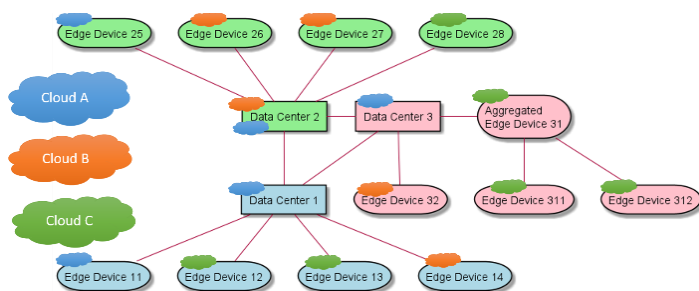 Edge Device 25
Edge Device 26
Edge Device 27
Edge Device 28
Cloud A
Data Center 2
Data Center 3
Aggregated
Edge Device 31
Cloud B
Data Center 1
Edge Device 32
Edge Device 311
Edge Device 312
Cloud C
Edge Device 11
Edge Device 12
Edge Device 13
Edge Device 14